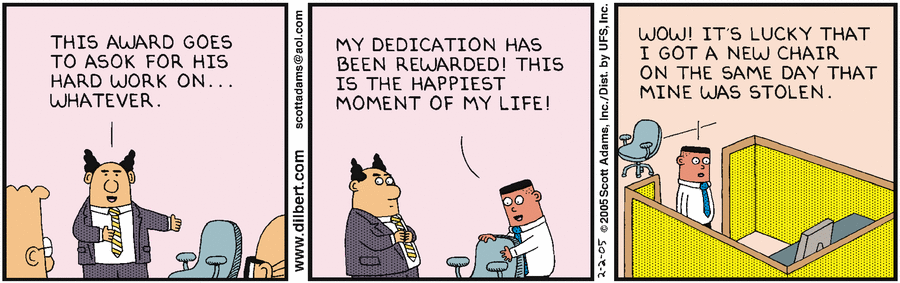 THIS AWARD GOES
TO ASOK FOR HIS
HARD WORK ON...
WHATEVER.
www.dilbert.com scottadams@aol.com
MY DEDICATION HAS
BEEN REWARDED! THIS
IS THE HAPPIEST
MOMENT OF MY LIFE!
2-2-05 ©2005 Scott Adams, Inc./Dist. by UFS, Inc.
WOW! IT'S LUCKY THAT
I GOT A NEW CHAIR
ON THE SAME DAY THAT
MINE WAS STOLEN.